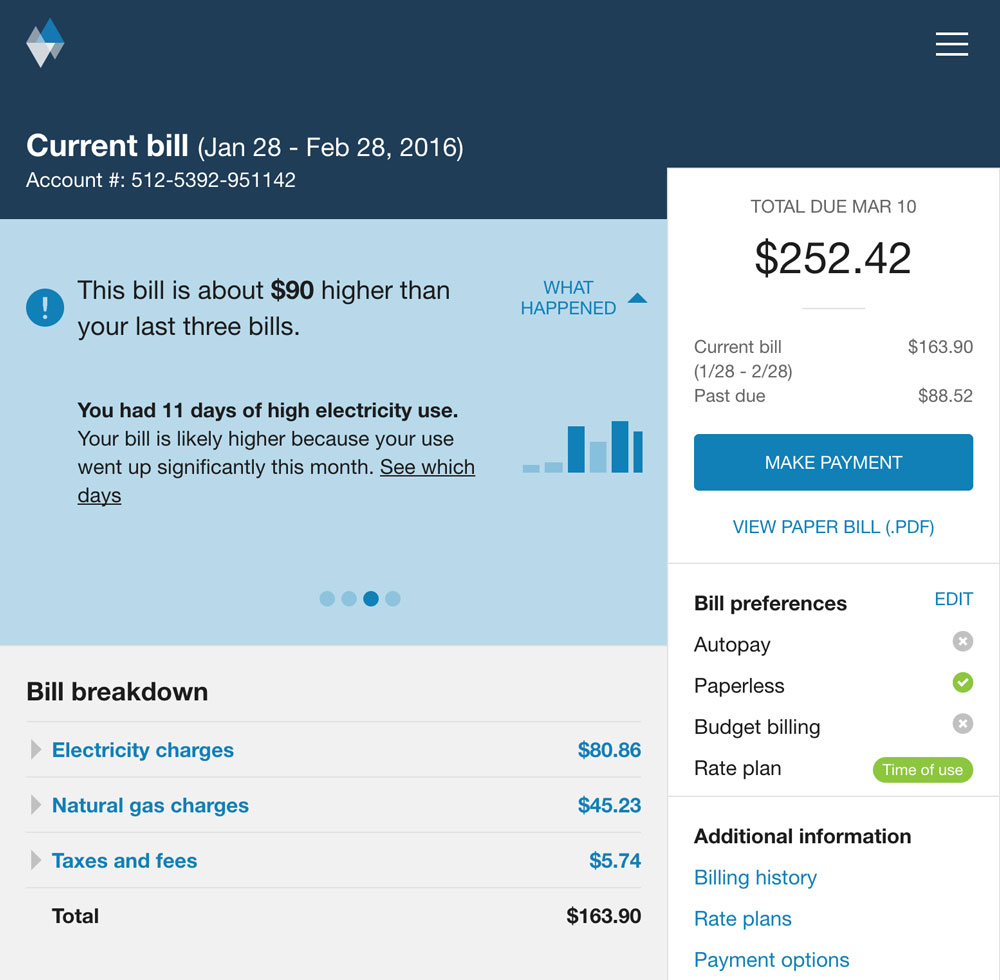 Current bill (Jan 28 - Feb 28, 2016)
Account #: 512-5392-951142
!
This bill is about $90 higher than
your last three bills.
WHAT
HAPPENED
You had 11 days of high electricity use.
Your bill is likely higher because your use
went up significantly this month. See which
days
Bill breakdown
Electricity charges $80.86
Natural gas charges $45.23
Taxes and fees $5.74
Total $163.90
TOTAL DUE MAR 10
$252.42
Current bill $163.90
(1/28 - 2/28)
Past due $88.52
MAKE PAYMENT
VIEW PAPER BILL (.PDF)
Bill preferences EDIT
Autopay
Paperless
Budget billing
Rate plan Time of use
Additional information
Billing history
Rate plans
Payment options